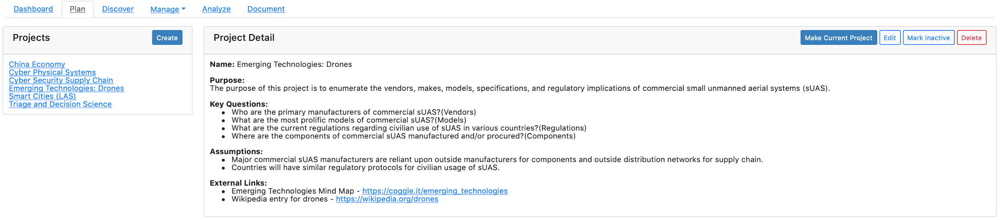 Dashboard Plan Discover Manage Analyze Document
Projects Create
China Economy
Cyber Physical Systems
Cyber Security Supply Chain
Emerging Technologies: Drones
Smart Cities (LAS)
Triage and Decision Science
Project Detail Make Current Project Edit Mark Inactive Delete
Name: Emerging Technologies: Drones
Purpose:
The purpose of this project is to enumerate the vendors, makes, models, specifications, and regulatory implications of commercial small unmanned aerial systems (sUAS).
Key Questions:
• Who are the primary manufacturers of commercial sUAS?(Vendors)
• What are the most prolific models of commercial sUAS?(Models)
• What are the current regulations regarding civilian use of sUAS in various countries?(Regulations)
• Where are the components of commercial sUAS manufactured and/or procured?(Components)
Assumptions:
• Major commercial sUAS manufacturers are reliant upon outside manufacturers for components and outside distribution networks for supply chain.
• Countries will have similar regulatory protocols for civilian usage of sUAS.
External Links:
• Emerging Technologies Mind Map - https://coggle.it/emerging_technologies
• Wikipedia entry for drones - https://wikipedia.org/drones